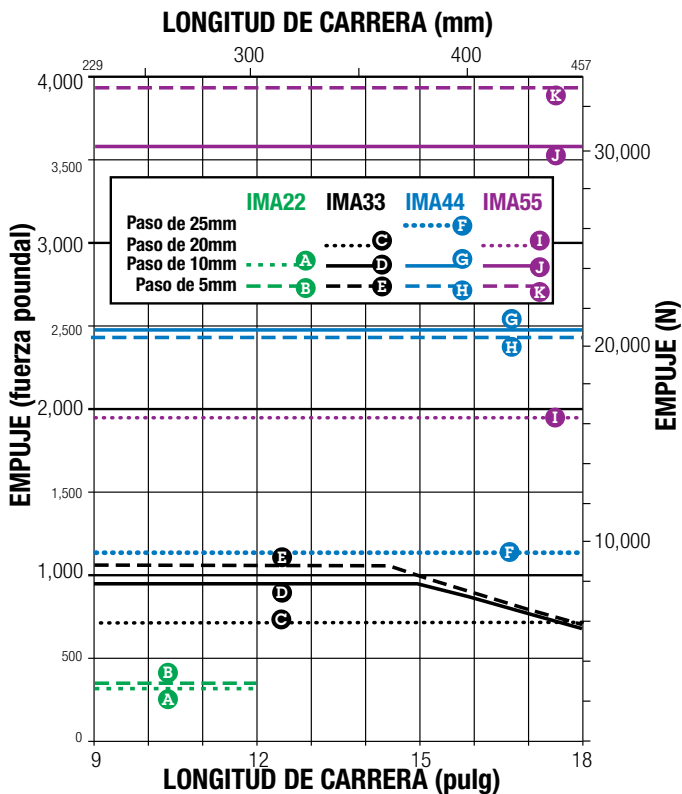 LONGITUD DE CARRERA (mm)
229 300 400 457
4,000
3,500
3,000
2,500
2,000
1,500
1,000
500
0
EMPUJE (fuerza poundal)
30,000
20,000
10,000
EMPUJE (N)
K
J
IMA22 IMA33 IMA44 IMA55
Paso de 25mm F
Paso de 20mm C I
Paso de 10mm A D G J
Paso de 5mm B E H K
G
H
I
F
E
D
C
B
A
9 12 15 18
LONGITUD DE CARRERA (pulg)